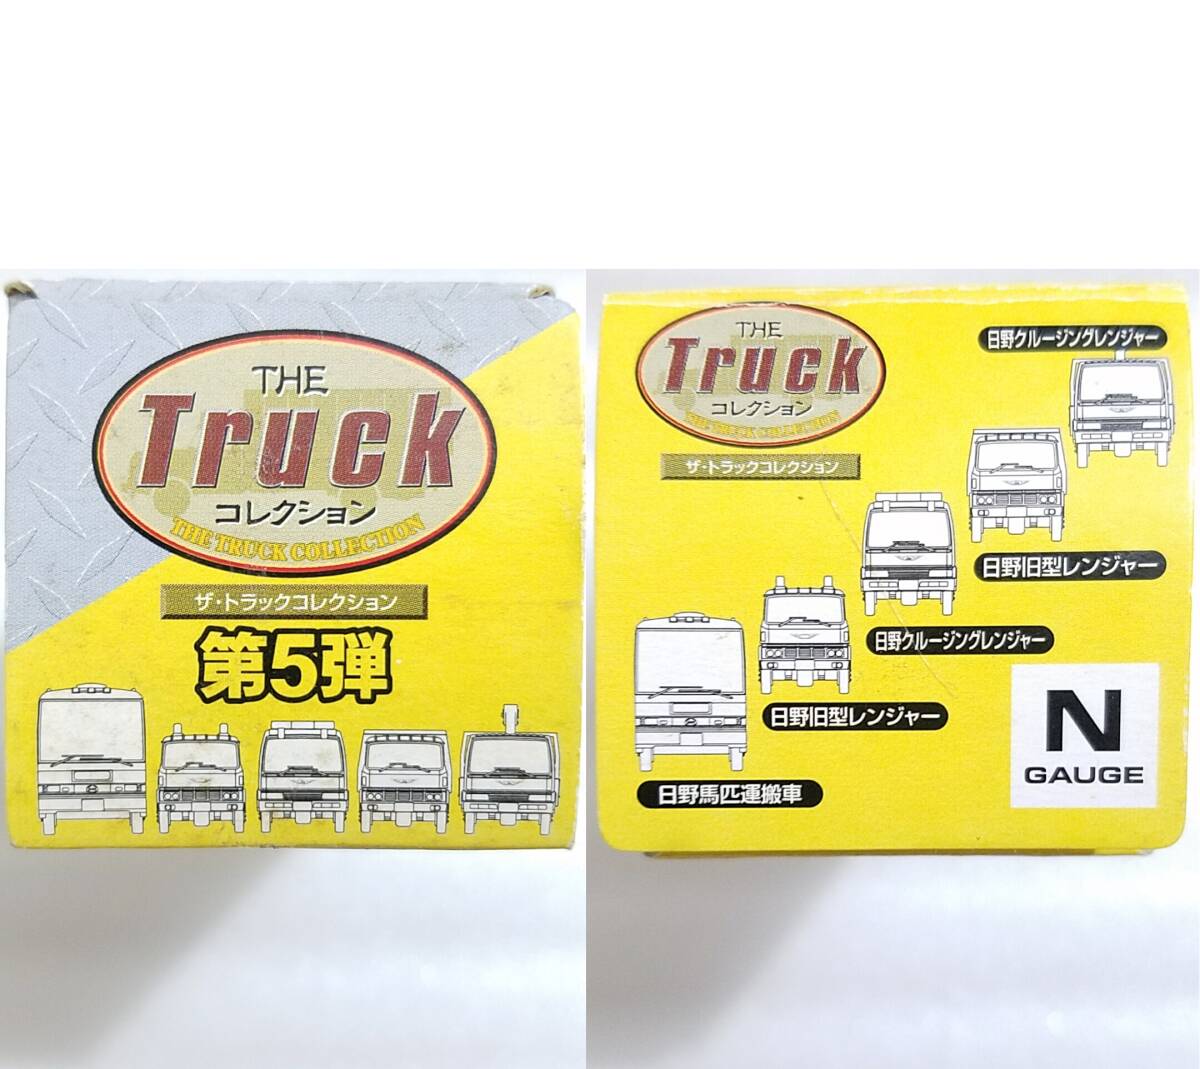 THE
Truck
コレクション
THE TRUCK COLLECTION
ザ・トラックコレクション
第5弾
THE
Truck
コレクション
THE TRUCK COLLECTION
ザ・トラックコレクション
日野クルージングレンジャー
日野旧型レンジャー
日野クルージングレンジャー
日野旧型レンジャー
日野馬匹運搬車
N
GAUGE